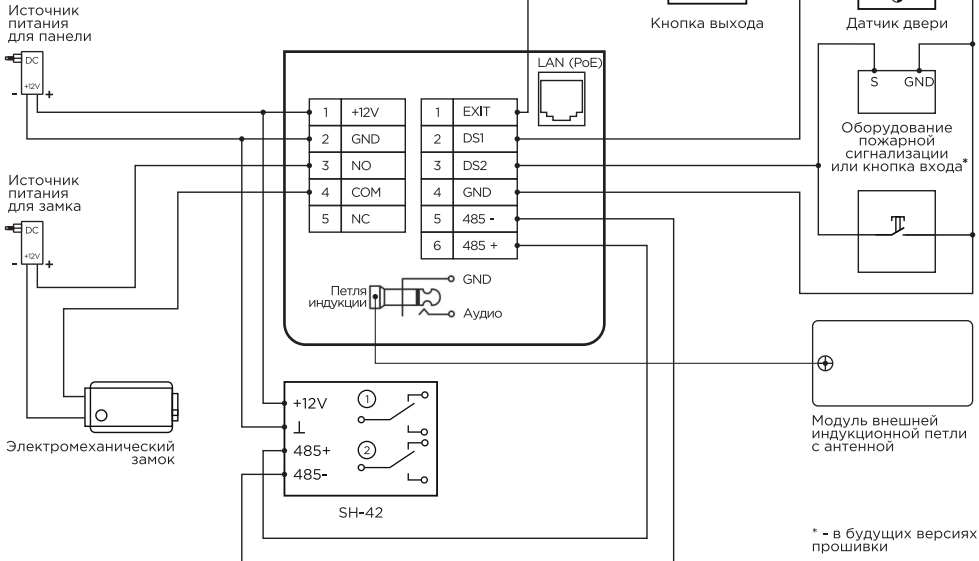 Источник
питания
для панели
DC
+12V
- +
Кнопка выхода
Датчик двери
LAN (PoE)
1 +12V
2 GND
3 NO
4 COM
5 NC
1 EXIT
2 DS1
3 DS2
4 GND
5 485 -
6 485 +
S GND
Оборудование
пожарной
сигнализации
или кнопка входа*
Источник
питания
для замка
DC
+12V
- +
Петля
индукции
GND
Аудио
Электромеханический
замок
+12V
⊥
485+
485-
1
2
SH-42
Модуль внешней
индукционной петли
с антенной
* - в будущих версиях
прошивки